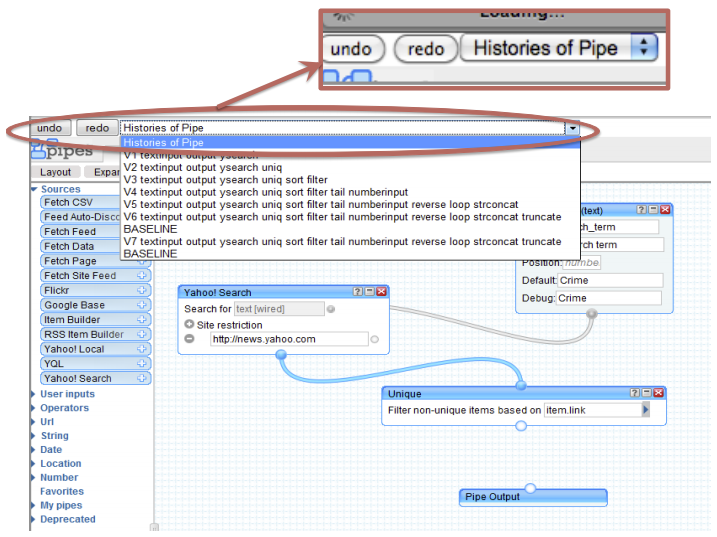 Loading...
undo redo Histories of Pipe
undo redo Histories of Pipe
Histories of Pipe
pipes
V1 textinput output ysearch
V2 textinput output ysearch uniq
Layout Expan
V3 textinput output ysearch uniq sort filter
Sources
V4 textinput output ysearch uniq sort filter tail numberinput
Fetch CSV
V5 textinput output ysearch uniq sort filter tail numberinput reverse loop strconcat
Feed Auto-Disco
V6 textinput output ysearch uniq sort filter tail numberinput reverse loop strconcat truncate
BASELINE
Fetch Feed
V7 textinput output ysearch uniq sort filter tail numberinput reverse loop strconcat truncate
BASELINE
Fetch Data
Fetch Page
Fetch Site Feed
Flickr
Google Base
Item Builder
RSS Item Builder
Yahoo! Local
YQL
Yahoo! Search
User inputs
Operators
Url
String
Date
Location
Number
Favorites
My pipes
Deprecated
(text)
ch_term
rch term
Position: numbe
Default: Crime
Debug: Crime
Yahoo! Search
Search for text [wired]
Site restriction
http://news.yahoo.com
Unique
Filter non-unique items based on item.link
Pipe Output